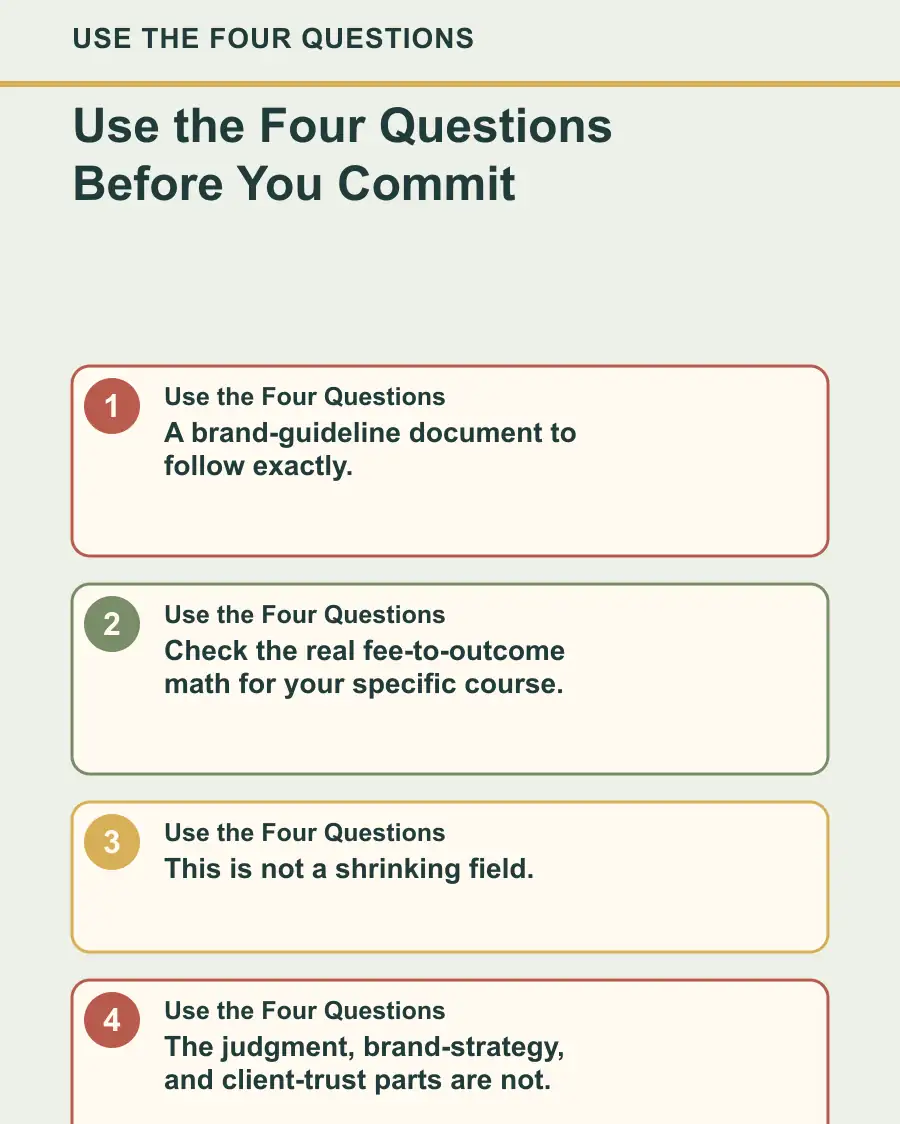 USE THE FOUR QUESTIONS
Use the Four Questions
Before You Commit
1
Use the Four Questions
A brand-guideline document to
follow exactly.
2
Use the Four Questions
Check the real fee-to-outcome
math for your specific course.
3
Use the Four Questions
This is not a shrinking field.
4
Use the Four Questions
The judgment, brand-strategy,
and client-trust parts are not.